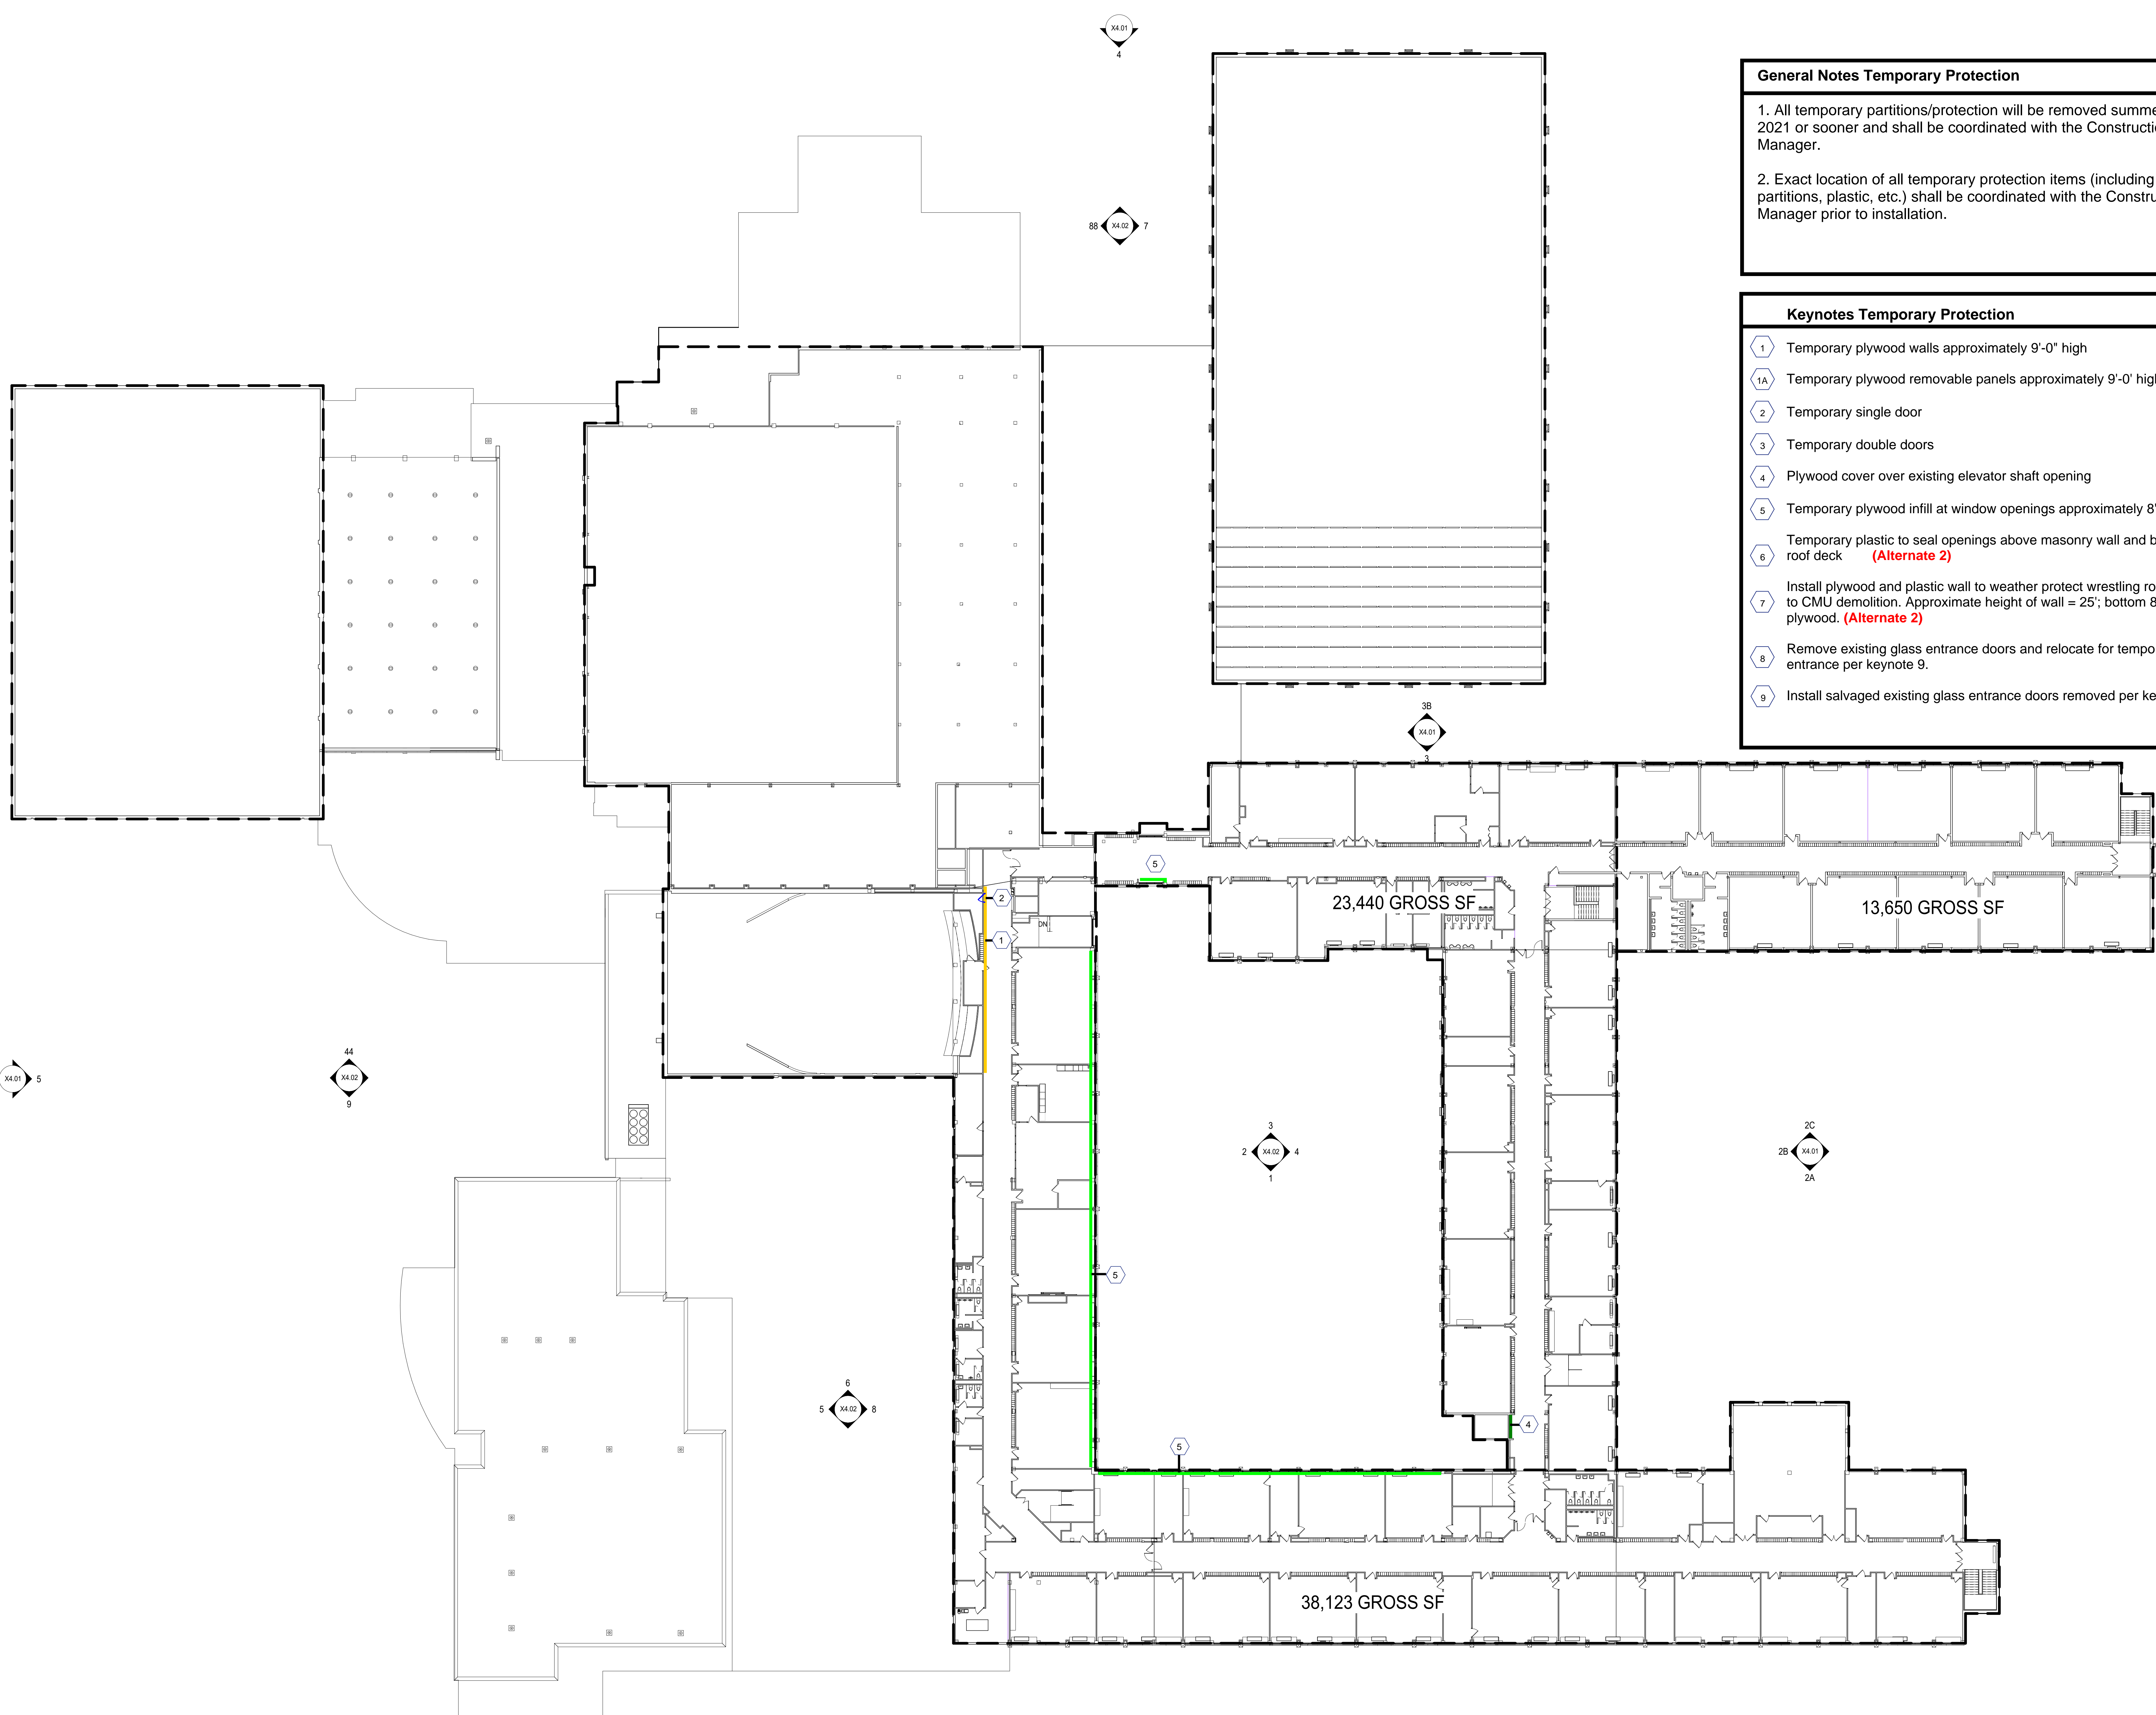 X4.01
4
General Notes Temporary Protection
1. All temporary partitions/protection will be removed summe
2021 or sooner and shall be coordinated with the Constructi
Manager.
2. Exact location of all temporary protection items (including
partitions, plastic, etc.) shall be coordinated with the Constru
Manager prior to installation.
88 X4.02 7
Keynotes Temporary Protection
1 Temporary plywood walls approximately 9'-0" high
1A Temporary plywood removable panels approximately 9'-0' high
2 Temporary single door
3 Temporary double doors
4 Plywood cover over existing elevator shaft opening
5 Temporary plywood infill at window openings approximately 8'
Temporary plastic to seal openings above masonry wall and b
6 roof deck (Alternate 2)
Install plywood and plastic wall to weather protect wrestling ro
7 to CMU demolition. Approximate height of wall = 25'; bottom 8
plywood. (Alternate 2)
8 Remove existing glass entrance doors and relocate for tempo
entrance per keynote 9.
9 Install salvaged existing glass entrance doors removed per ke
3B
X4.01
3
5
2
23,440 GROSS SF
13,650 GROSS SF
DN
1
X4.01 5
44
X4.02
9
3
2 X4.02 4
1
2C
2B X4.01
2A
5
6
5 X4.02 8
4
5
38,123 GROSS SF